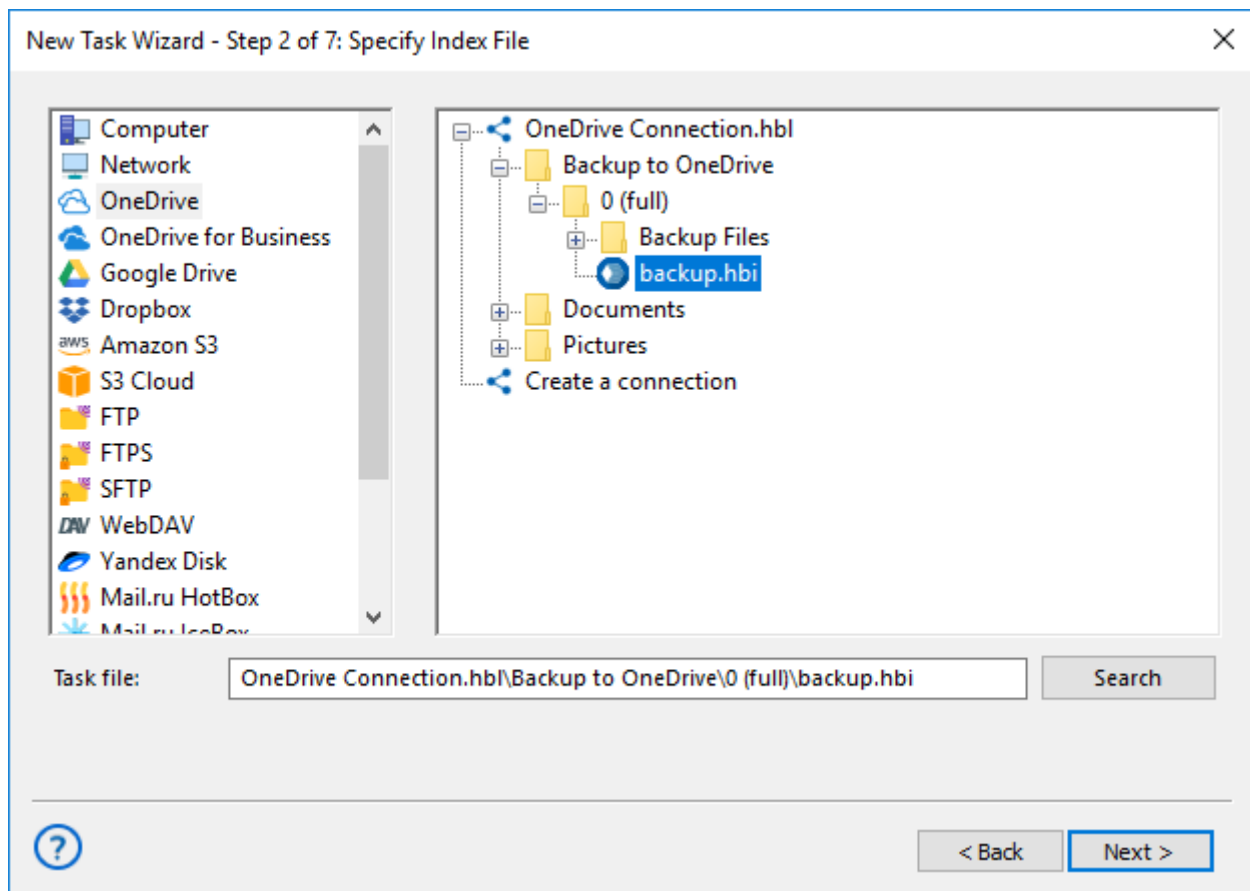 New Task Wizard - Step 2 of 7: Specify Index File
Computer
Network
OneDrive
OneDrive for Business
Google Drive
Dropbox
aws Amazon S3
S3 Cloud
FTP
FTPS
SFTP
DAV WebDAV
Yandex Disk
Mail.ru HotBox
Mail.ru IceBox
OneDrive Connection.hbl
Backup to OneDrive
0 (full)
Backup Files
backup.hbi
Documents
Pictures
Create a connection
Task file:
OneDrive Connection.hbl\Backup to OneDrive\0 (full)\backup.hbi
Search
?
< Back
Next >